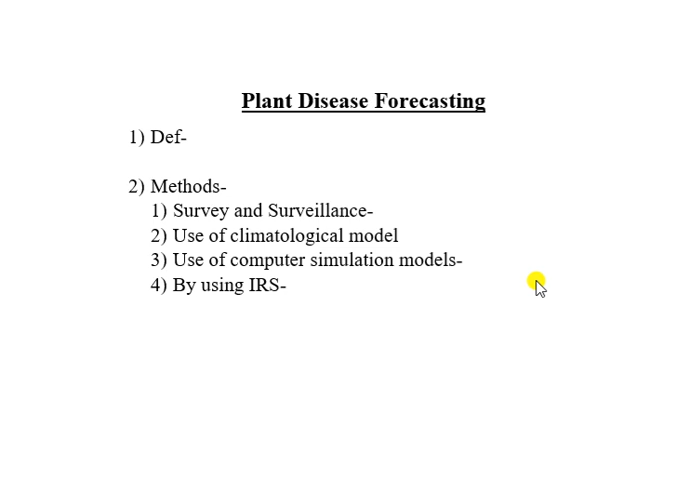 Plant Disease Forecasting
1) Def-
2) Methods-
1) Survey and Surveillance-
2) Use of climatological model
3) Use of computer simulation models-
4) By using IRS-